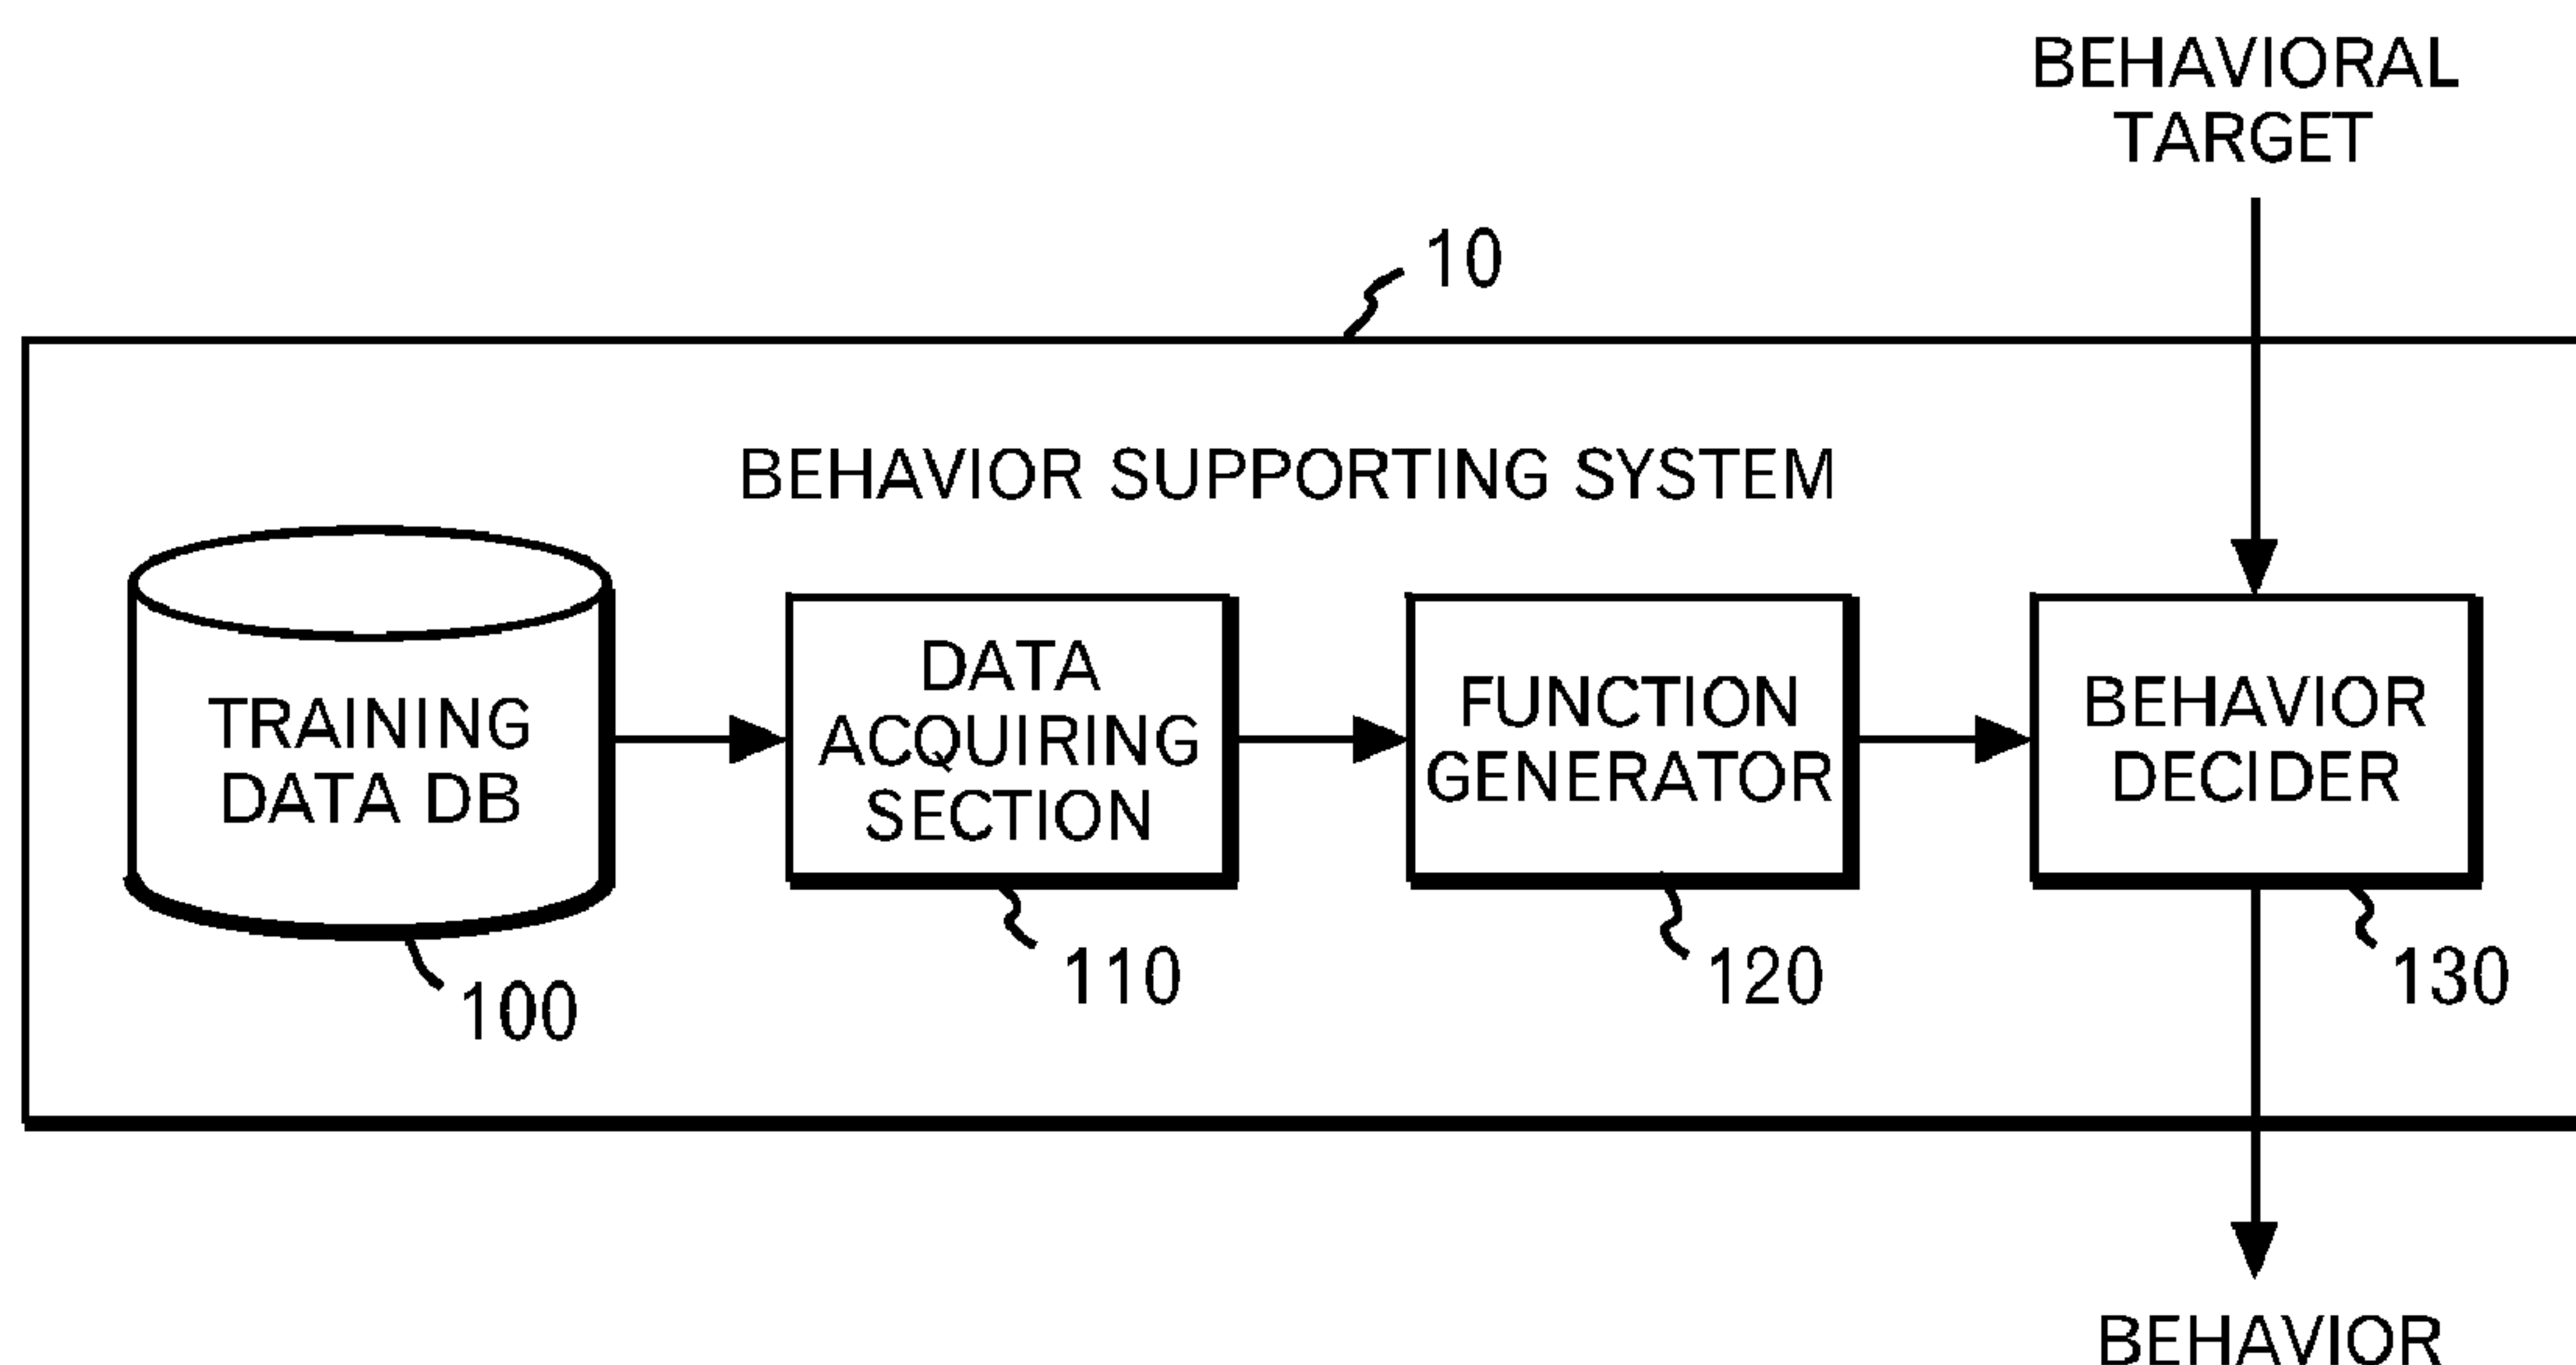 BEHAVIORAL
TARGET
10
BEHAVIOR SUPPORTING SYSTEM
TRAINING
DATA DB
100
DATA
ACQUIRING
SECTION
110
FUNCTION
GENERATOR
120
BEHAVIOR
DECIDER
130
BEHAVIOR